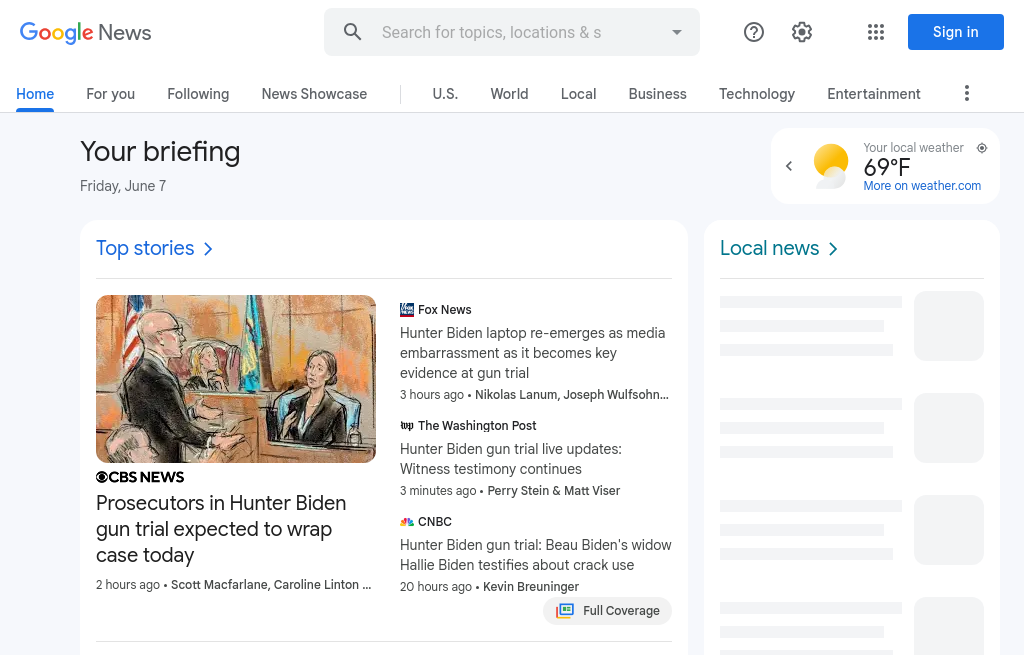 Google News
Search for topics, locations & s
Sign in
Home
For you
Following
News Showcase
U.S.
World
Local
Business
Technology
Entertainment
Your briefing
Friday, June 7
Your local weather
69°F
More on weather.com
Top stories
Local news
CBS NEWS
Prosecutors in Hunter Biden
gun trial expected to wrap
case today
2 hours ago • Scott Macfarlane, Caroline Linton ...
Fox News
Hunter Biden laptop re-emerges as media
embarrassment as it becomes key
evidence at gun trial
3 hours ago • Nikolas Lanum, Joseph Wulfsohn...
The Washington Post
Hunter Biden gun trial live updates:
Witness testimony continues
3 minutes ago • Perry Stein & Matt Viser
CNBC
Hunter Biden gun trial: Beau Biden's widow
Hallie Biden testifies about crack use
20 hours ago • Kevin Breuninger
Full Coverage